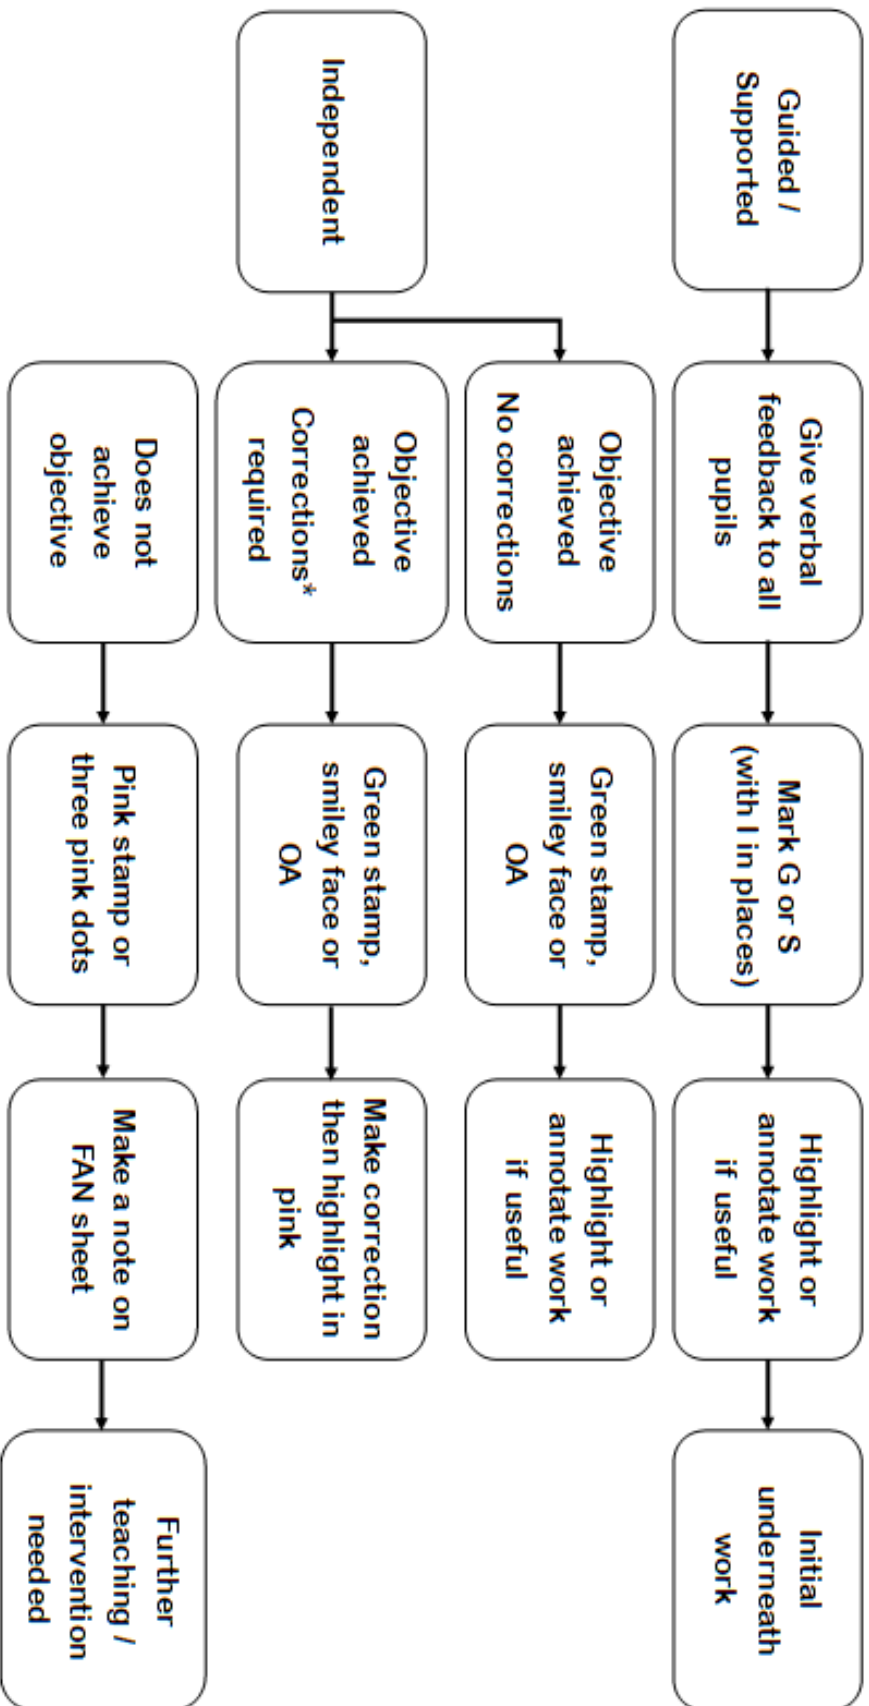 Guided /
Supported
Give verbal
feedback to all
pupils
Mark G or S
(with I in places)
Highlight or
annotate work
if useful
Initial
underneath
work
Independent
Objective
achieved
No corrections
Green stamp,
smiley face or
OA
Highlight or
annotate work
if useful
Objective
achieved
Corrections*
required
Green stamp,
smiley face or
OA
Make correction
then highlight in
pink
Does not
achieve
objective
Pink stamp or
three pink dots
Make a note on
FAN sheet
Further
teaching /
intervention
needed